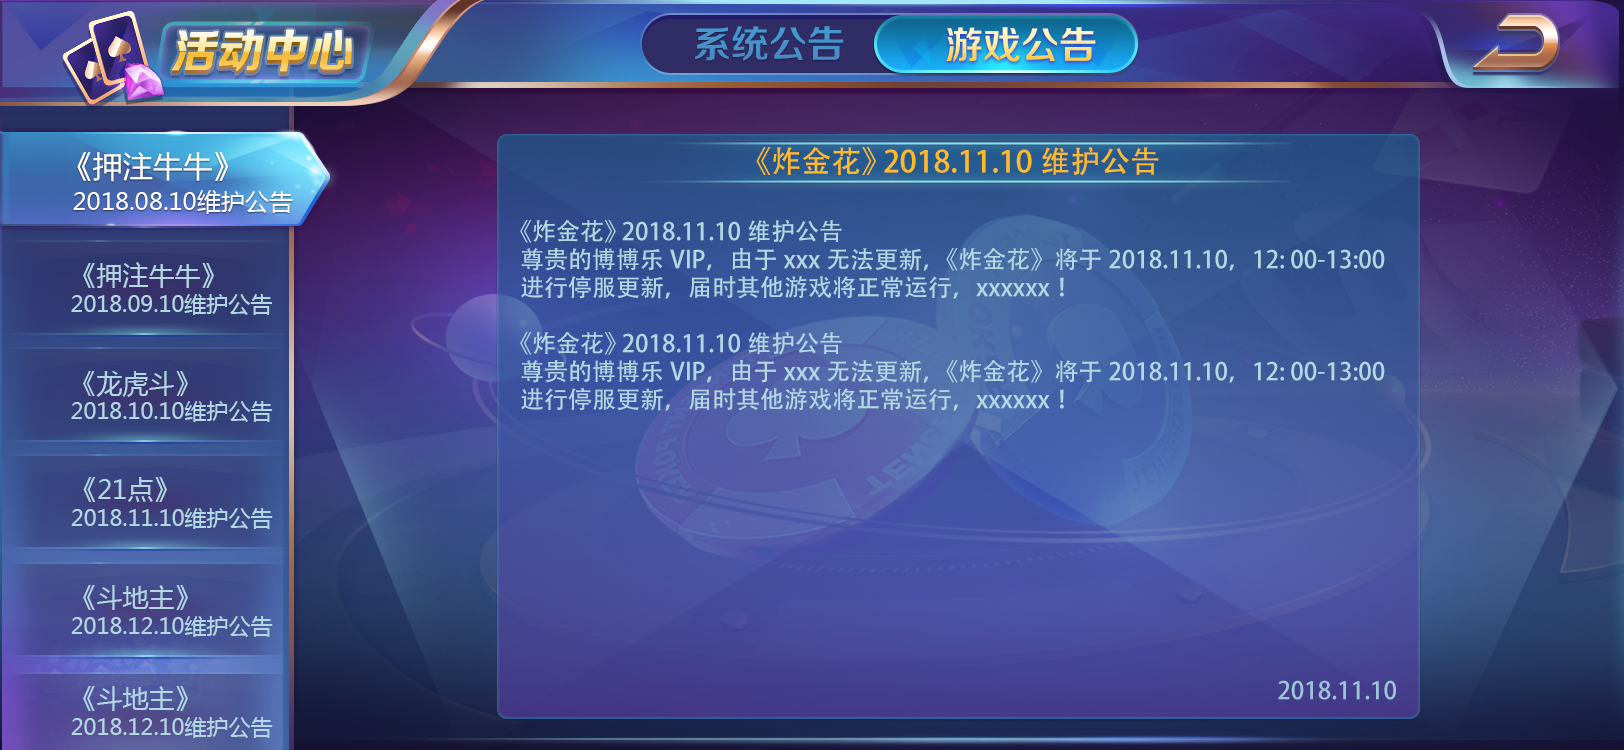 活动中心
系统公告
游戏公告
《押注牛牛》
2018.08.10维护公告
《押注牛牛》
2018.09.10维护公告
《龙虎斗》
2018.10.10维护公告
《21点》
2018.11.10维护公告
《斗地主》
2018.12.10维护公告
《斗地主》
2018.12.10维护公告
《炸金花》2018.11.10 维护公告
《炸金花》2018.11.10 维护公告
尊贵的博博乐 VIP，由于 xxx 无法更新,《炸金花》将于 2018.11.10，12: 00-13:00
进行停服更新，届时其他游戏将正常运行，xxxxxx！
《炸金花》2018.11.10 维护公告
尊贵的博博乐 VIP，由于 xxx 无法更新,《炸金花》将于 2018.11.10，12: 00-13:00
进行停服更新，届时其他游戏将正常运行，xxxxxx！
2018.11.10